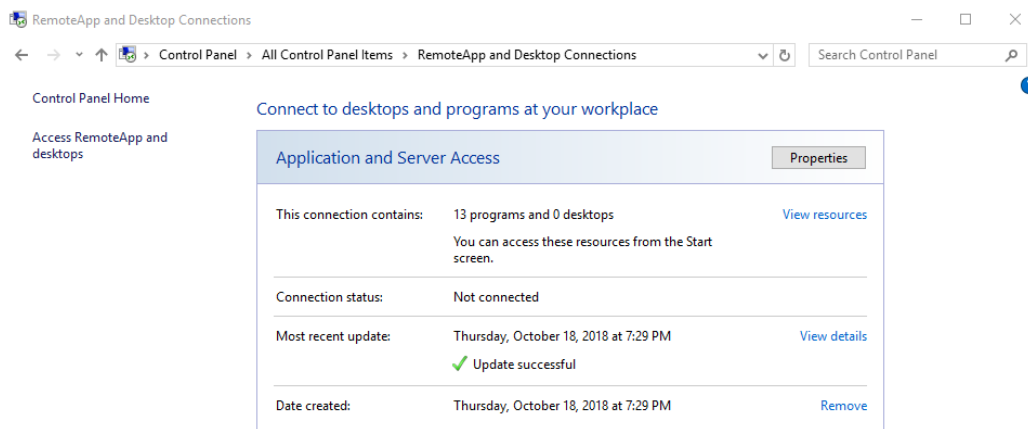 RemoteApp and Desktop Connections
Control Panel › All Control Panel Items › RemoteApp and Desktop Connections
Search Control Panel
Control Panel Home
Access RemoteApp and
desktops
Connect to desktops and programs at your workplace
Application and Server Access
Properties
This connection contains: 13 programs and 0 desktops View resources
You can access these resources from the Start
screen.
Connection status: Not connected
Most recent update: Thursday, October 18, 2018 at 7:29 PM View details
Update successful
Date created: Thursday, October 18, 2018 at 7:29 PM Remove